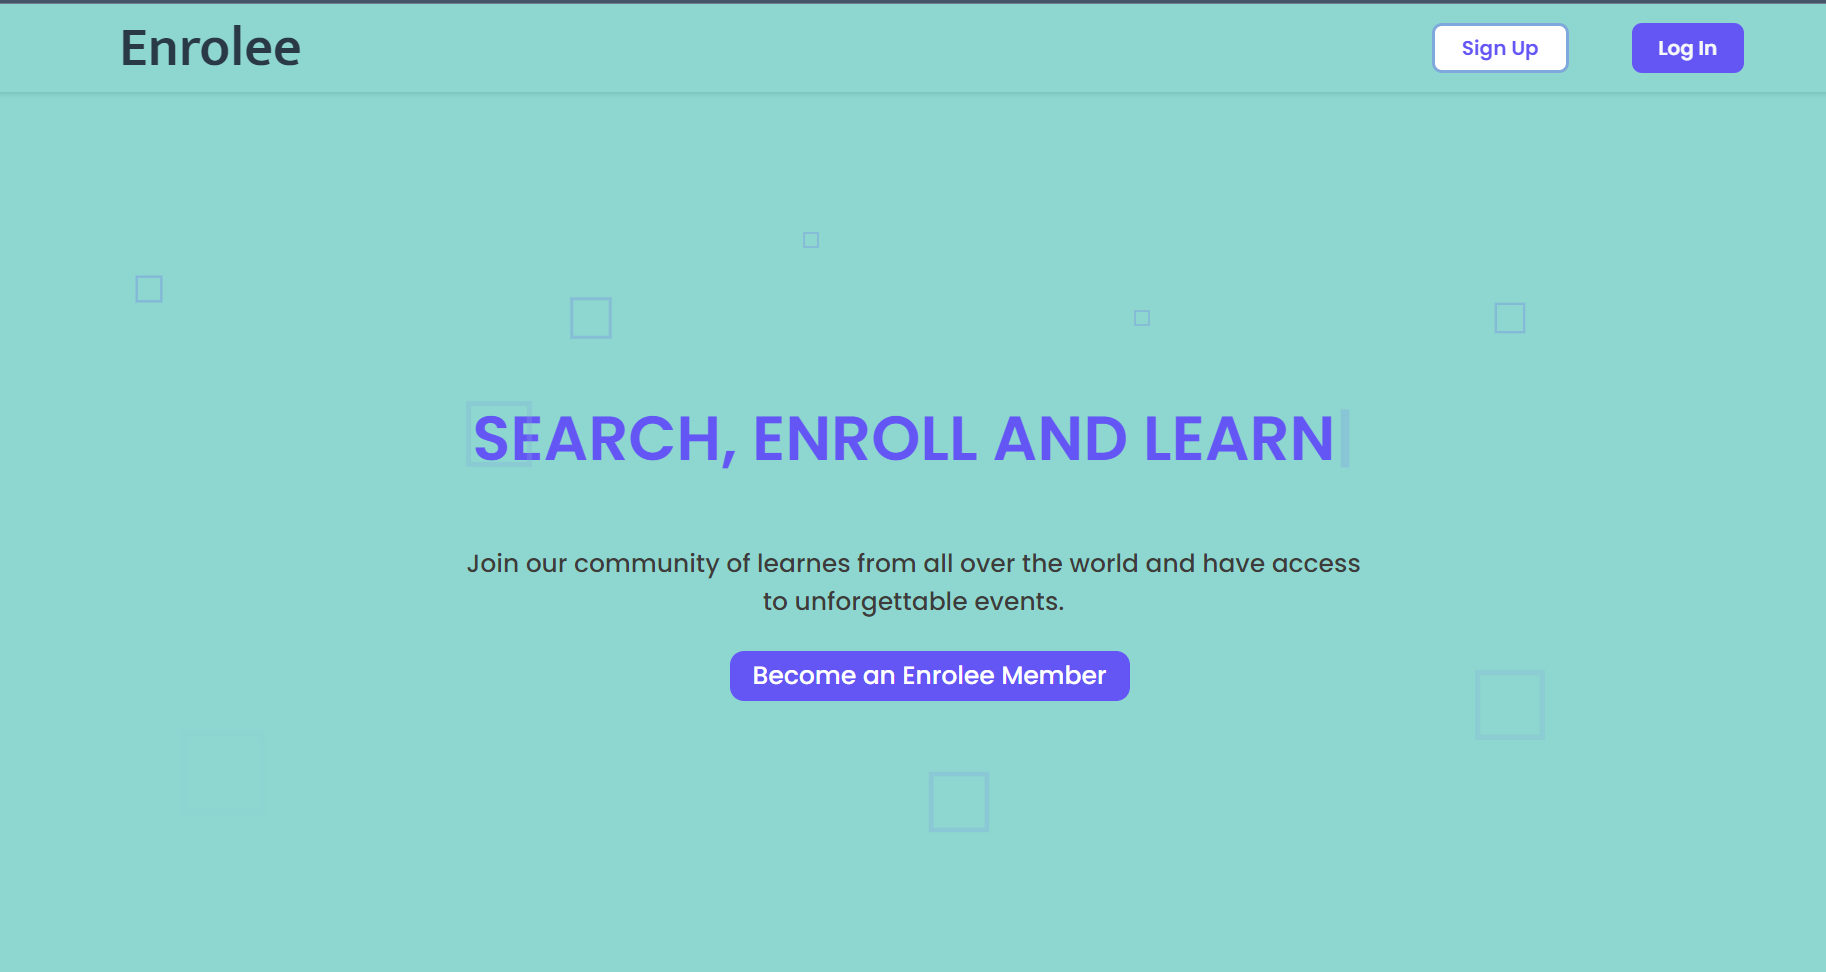 Enrolee
Sign Up
Log In
SEARCH, ENROLL AND LEARN
Join our community of learnes from all over the world and have access
to unforgettable events.
Become an Enrolee Member